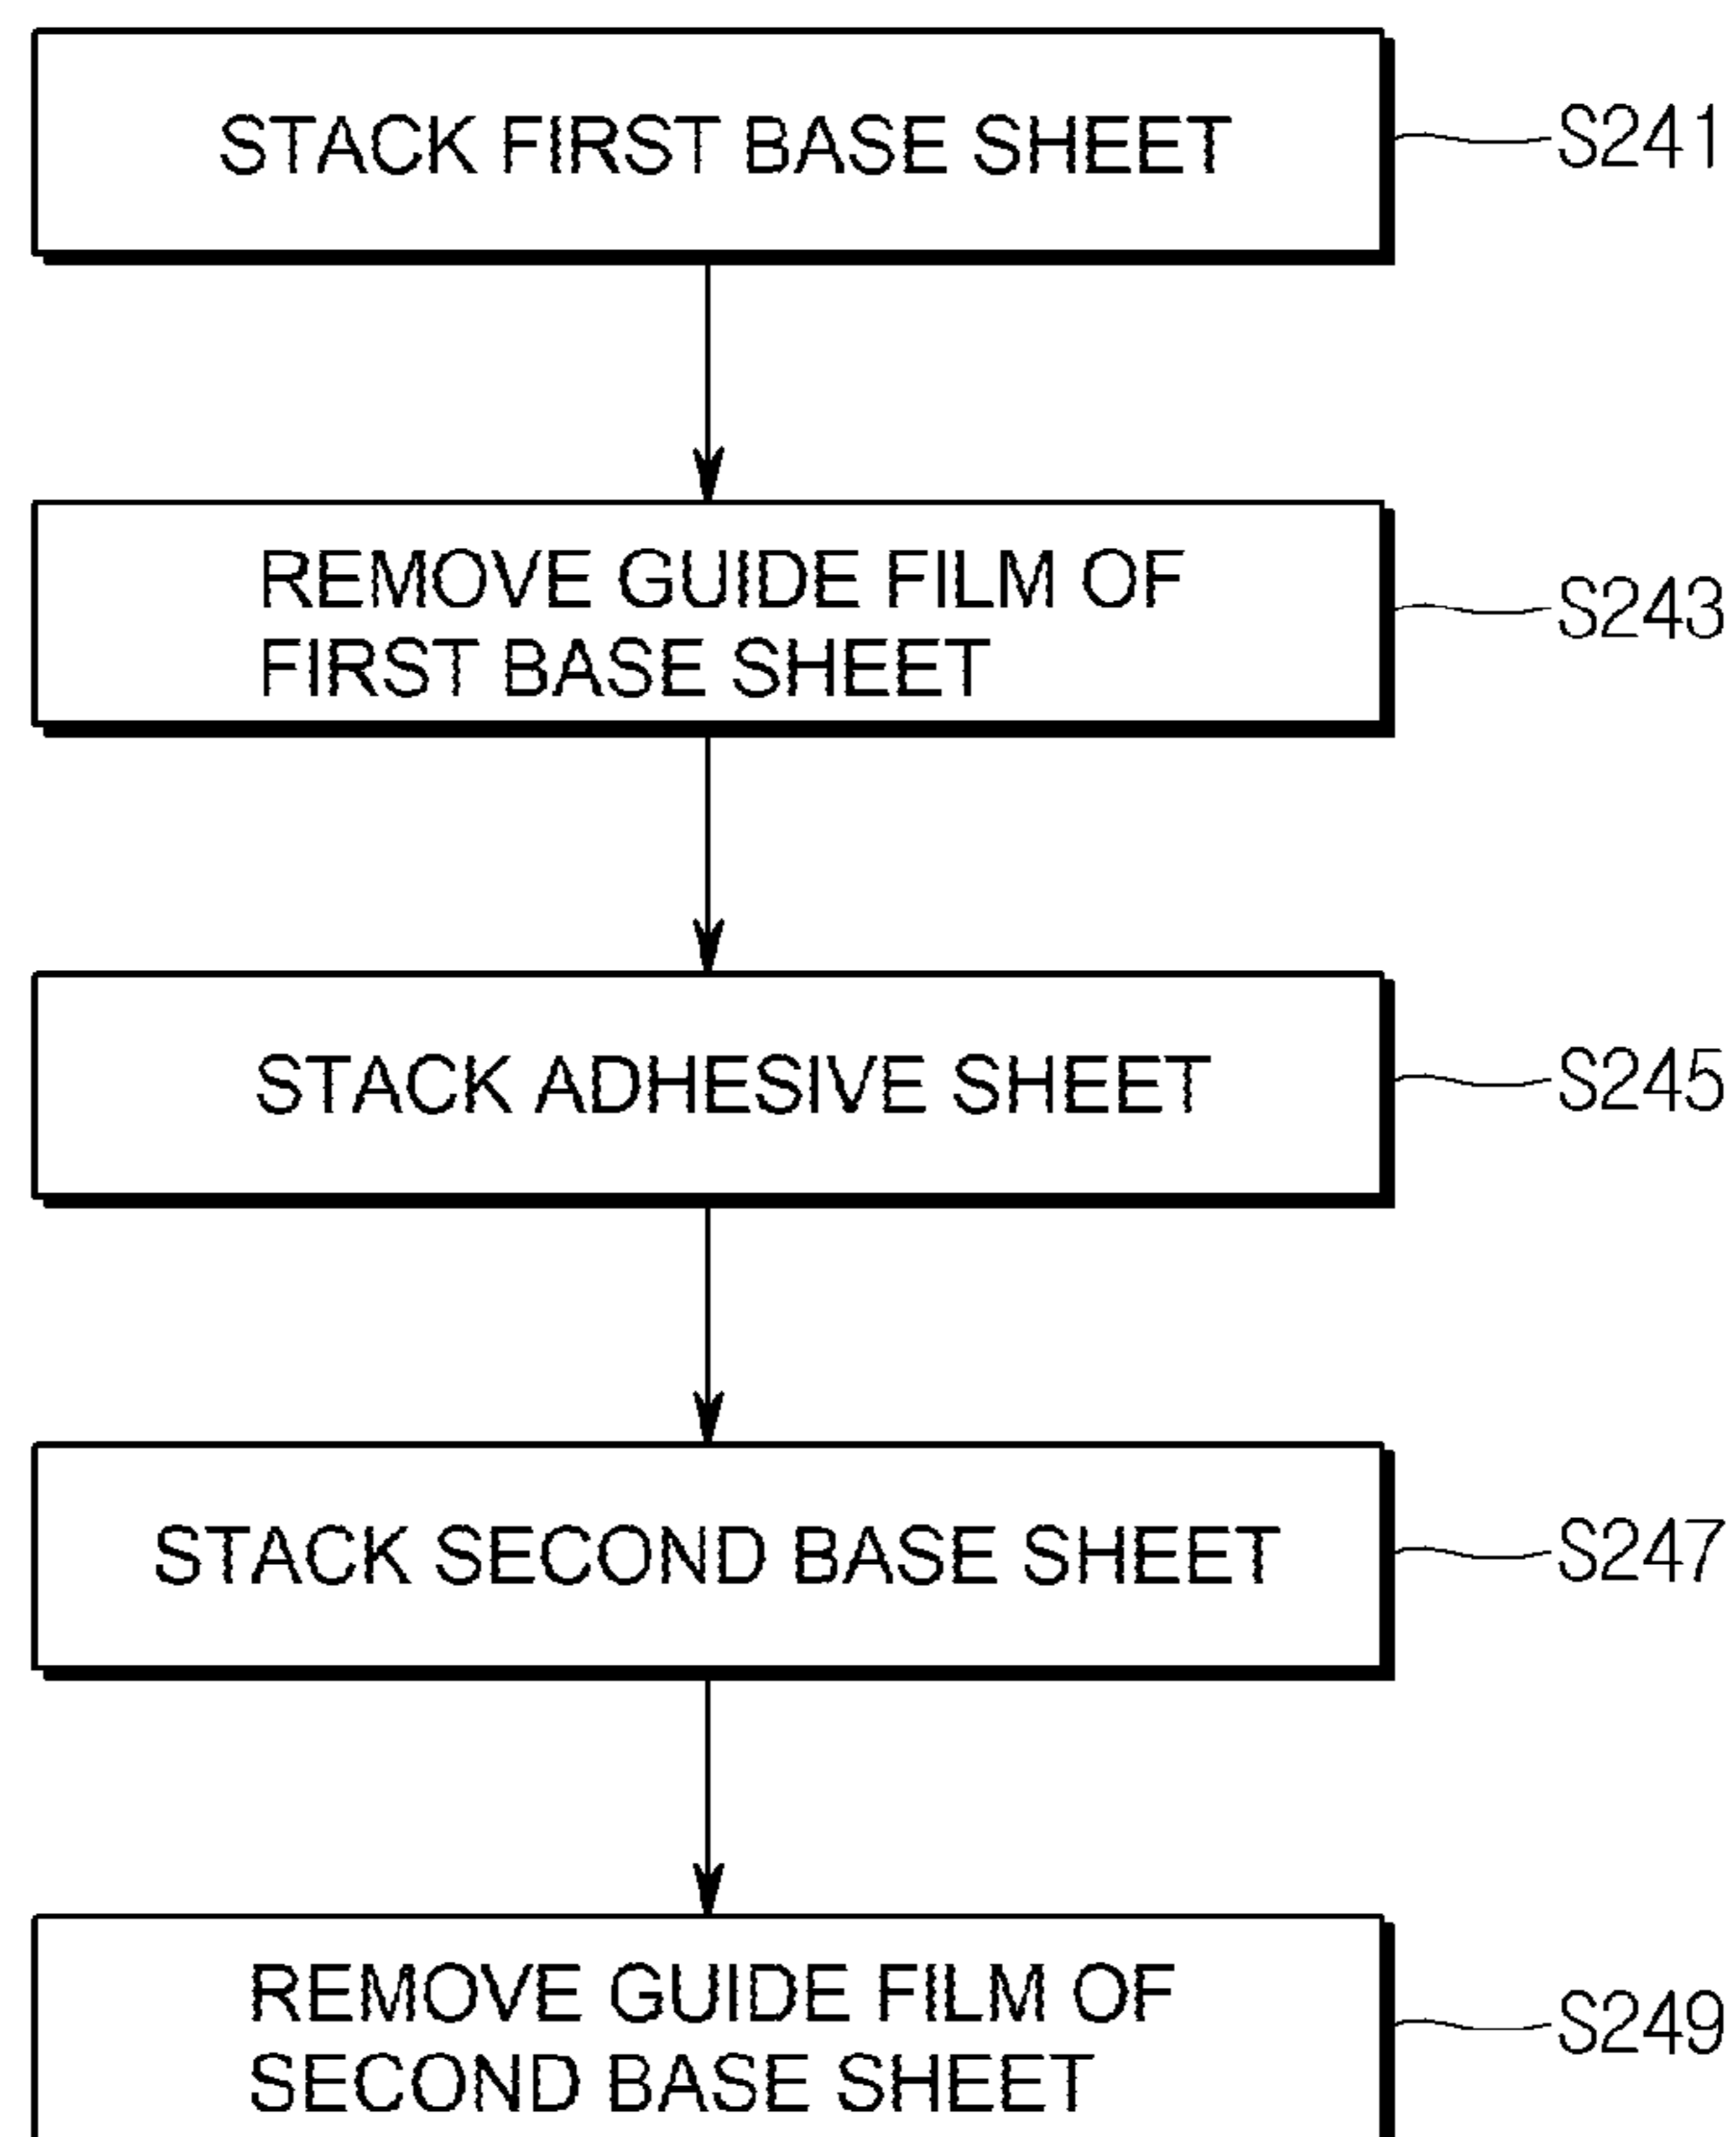 STACK FIRST BASE SHEET
S241
REMOVE GUIDE FILM OF
FIRST BASE SHEET
S243
STACK ADHESIVE SHEET
S245
STACK SECOND BASE SHEET
S247
REMOVE GUIDE FILM OF
SECOND BASE SHEET
S249